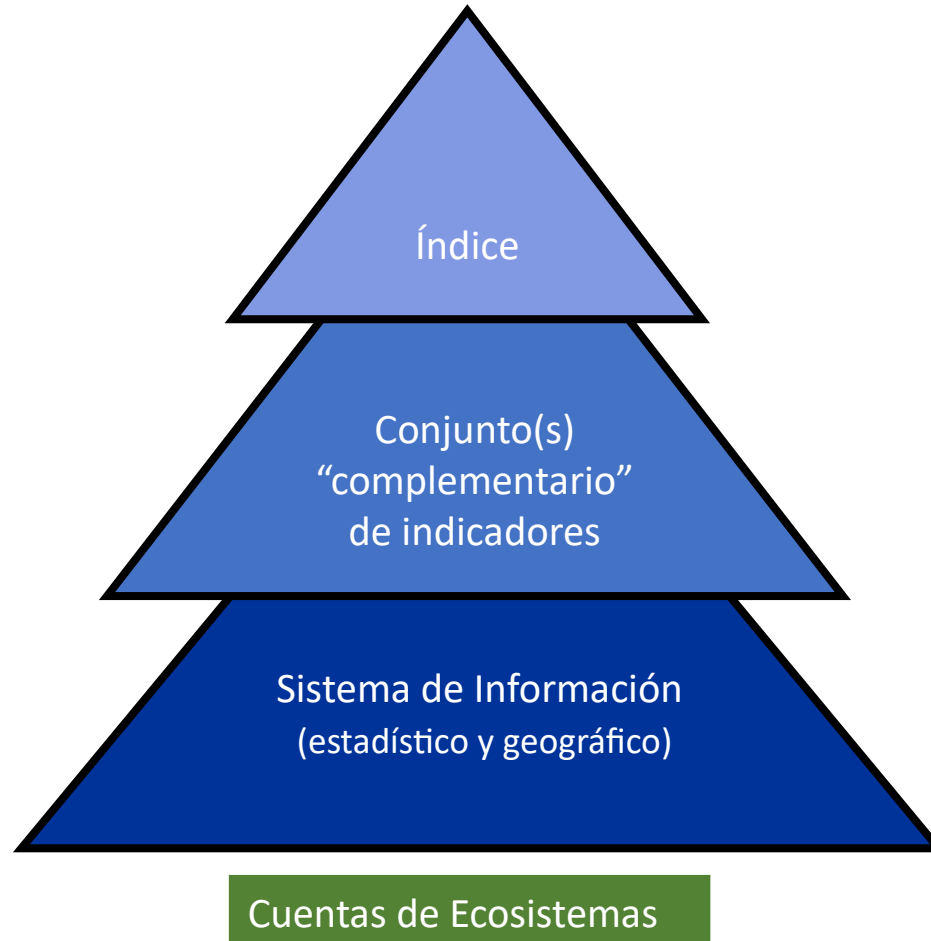 Índice
Conjunto(s)
“complementario”
de indicadores
Sistema de Información
(estadístico y geográfico)
Cuentas de Ecosistemas